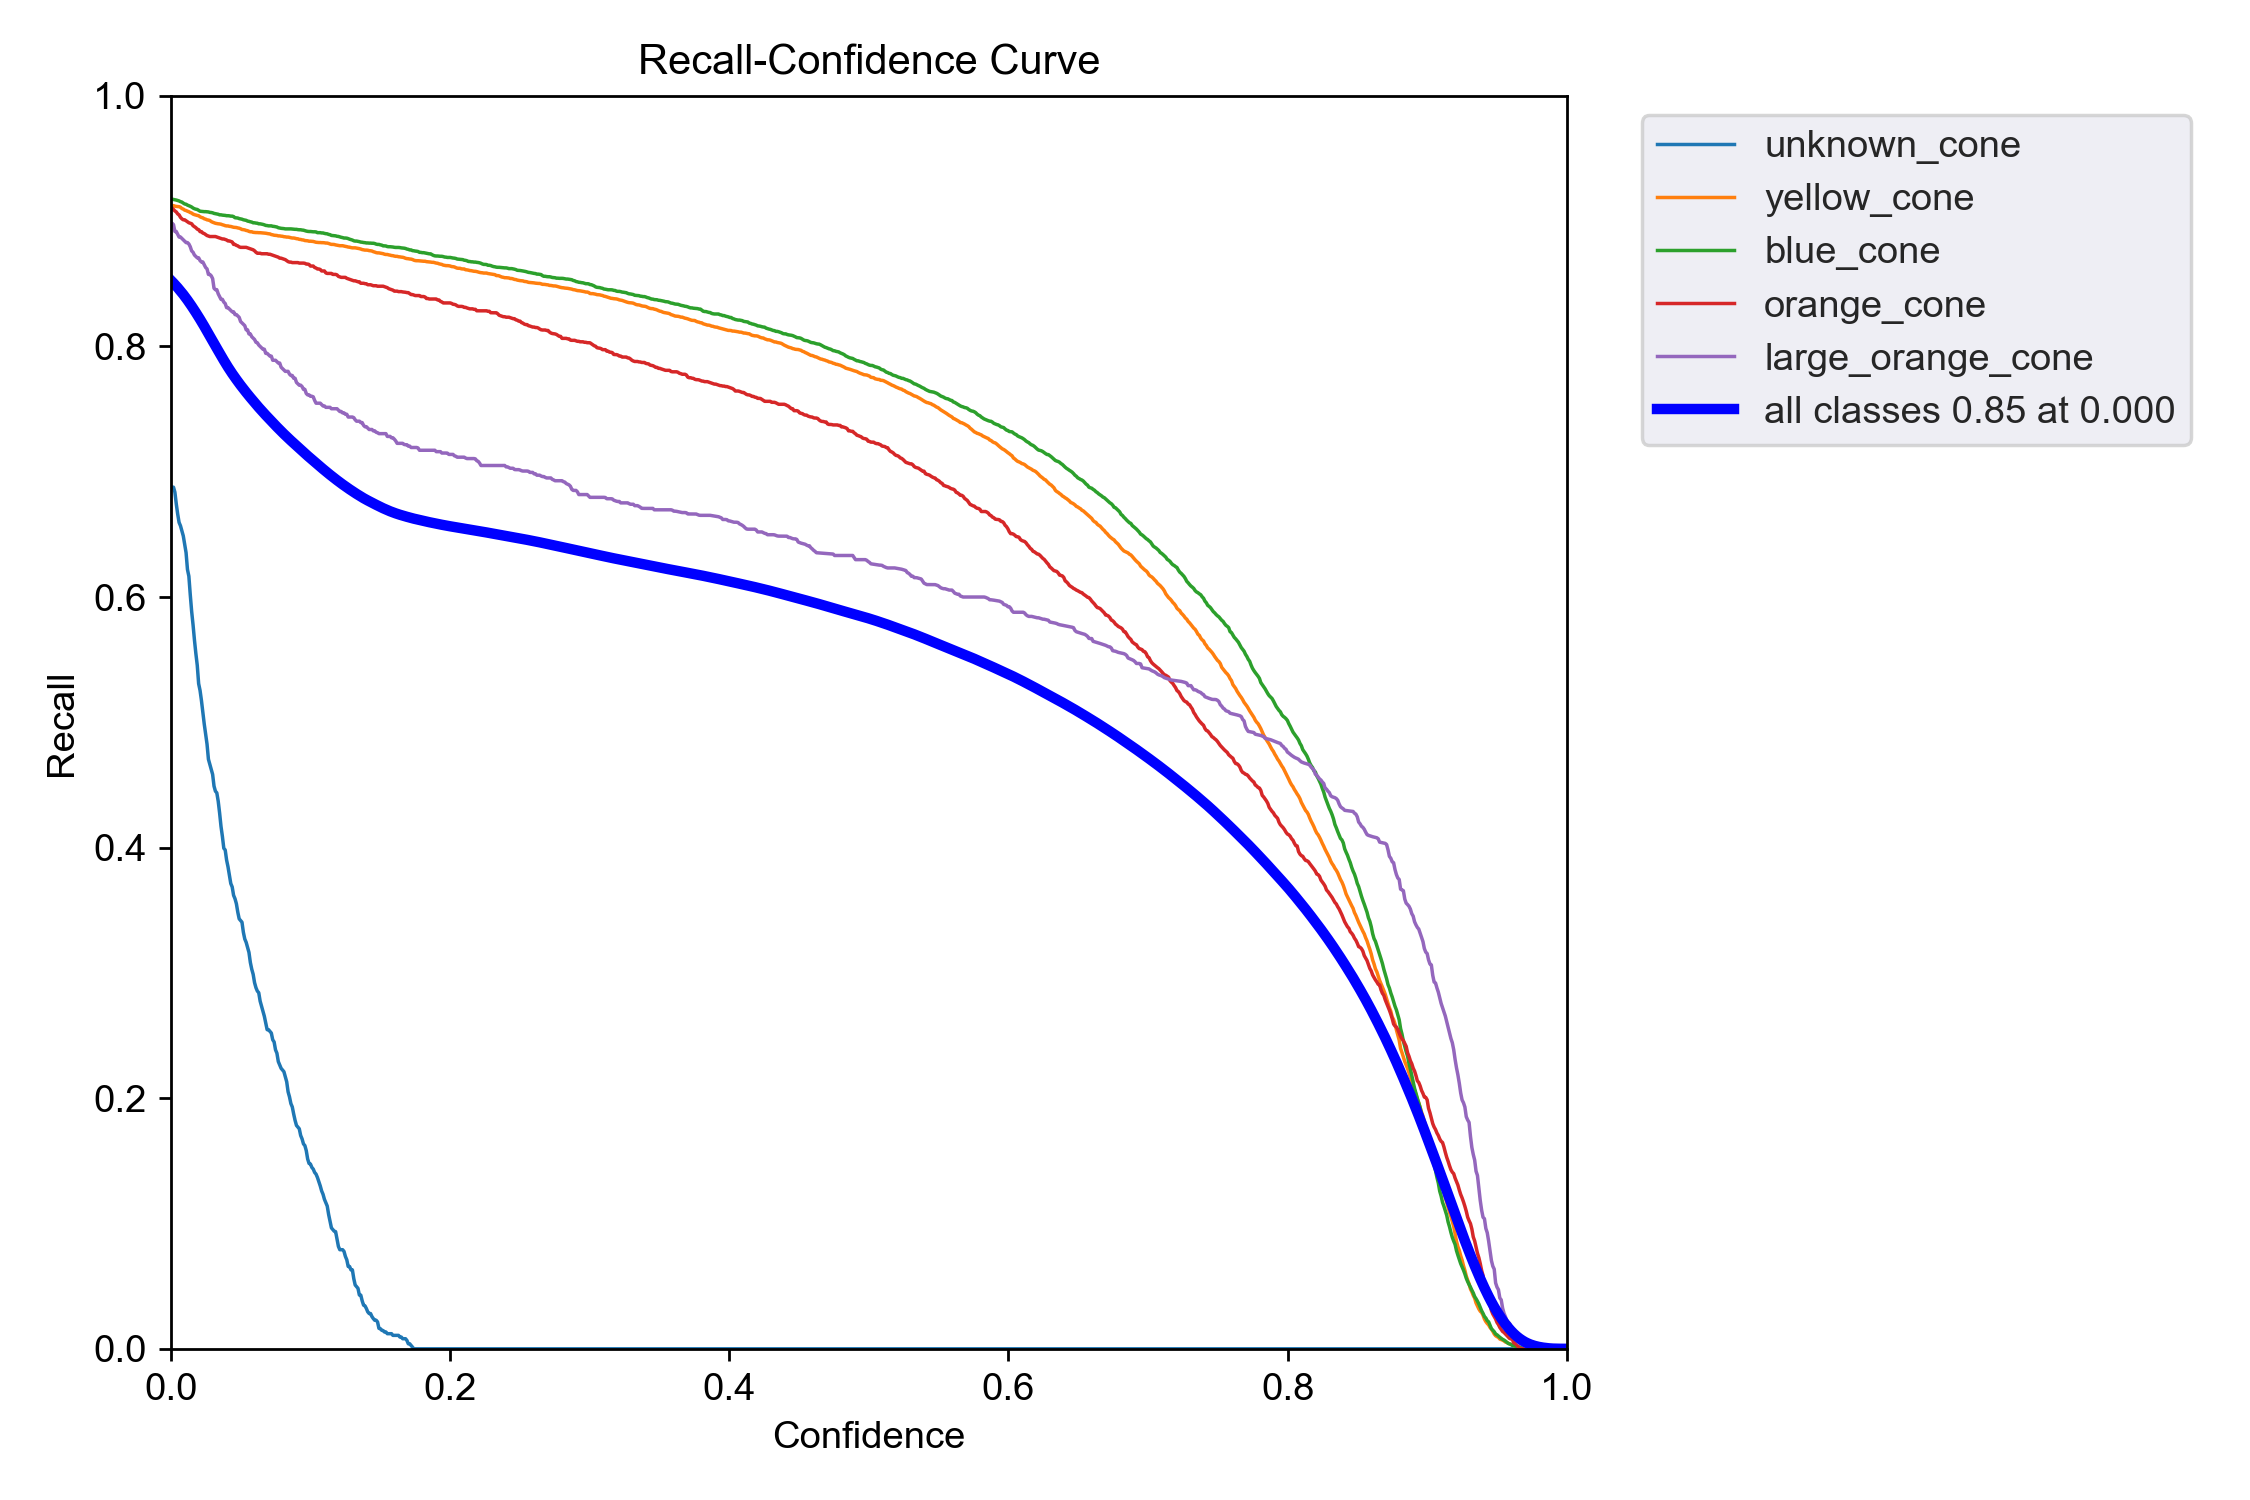 Recall-Confidence Curve
1.0
0.8
0.6
0.4
0.2
0.0
Recall
0.0 0.2 0.4 0.6 0.8 1.0
Confidence
unknown_cone
yellow_cone
blue_cone
orange_cone
large_orange_cone
all classes 0.85 at 0.000